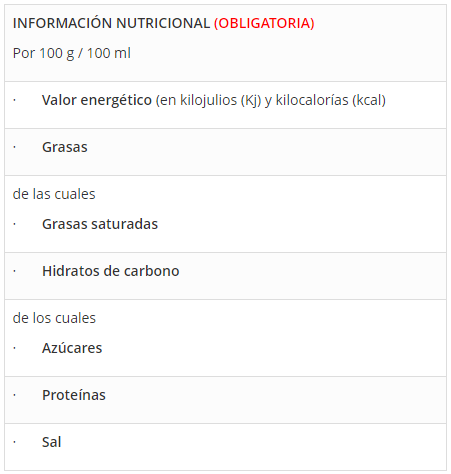 INFORMACIÓN NUTRICIONAL (OBLIGATORIA)
Por 100 g / 100 ml
· Valor energético (en kilojulios (Kj) y kilocalorías (kcal)
· Grasas
de las cuales
· Grasas saturadas
· Hidratos de carbono
de los cuales
· Azúcares
· Proteínas
· Sal